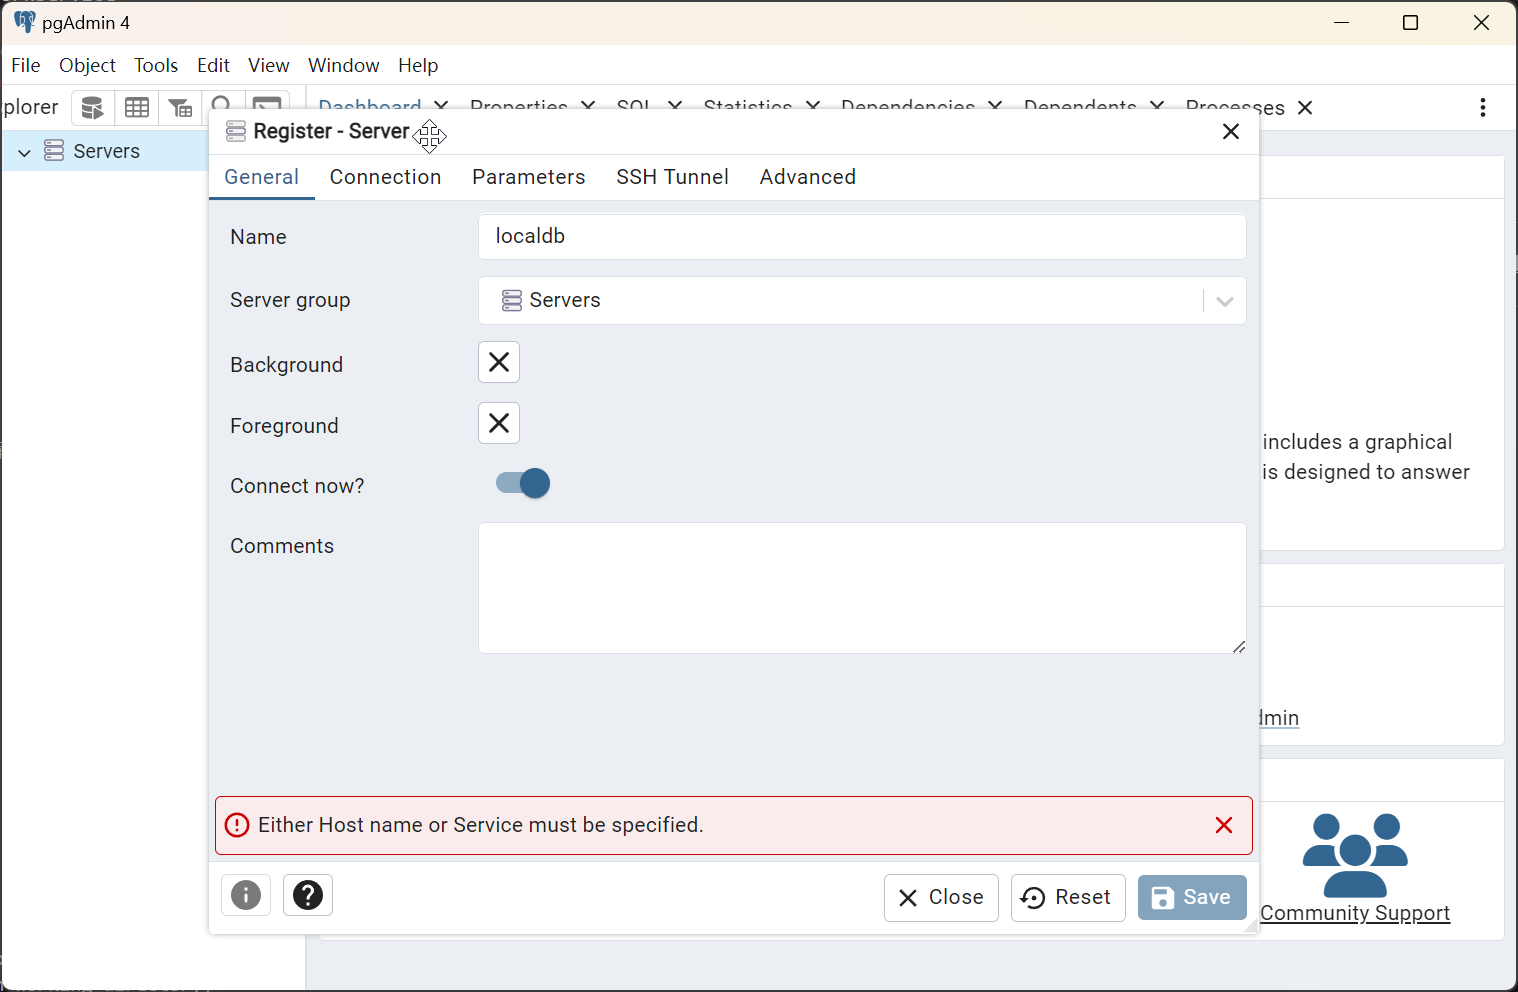 pgAdmin 4
File Object Tools Edit View Window Help
plorer
Dashboard Properties SQL Statistics Dependencies Dependents Processes
Servers
Register - Server
General Connection Parameters SSH Tunnel Advanced
Name localdb
Server group Servers
Background
Foreground
includes a graphical
is designed to answer
Connect now?
Comments
dmin
Either Host name or Service must be specified.
Close Reset Save
Community Support